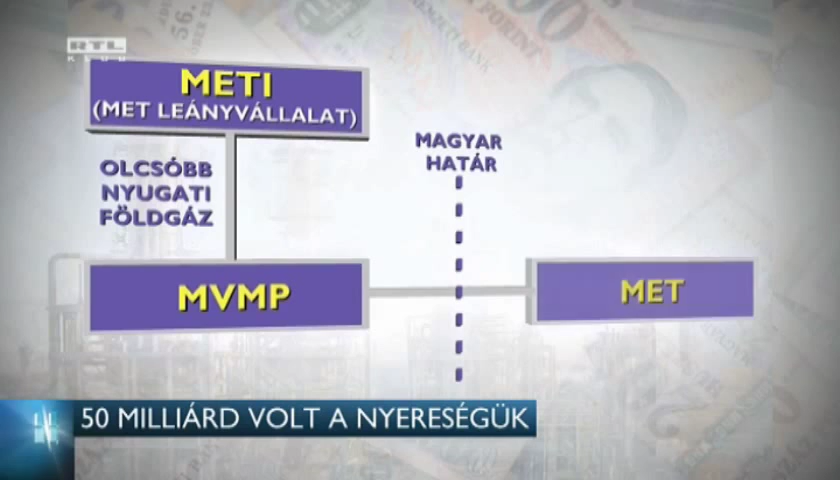 RTL
KLUB
METI
(MET LEÁNYVÁLLALAT)
MAGYAR
HATÁR
OLCSÓBB
NYUGATI
FÖLDGÁZ
MVMP
MET
50 MILLIÁRD VOLT A NYERESÉGÜK